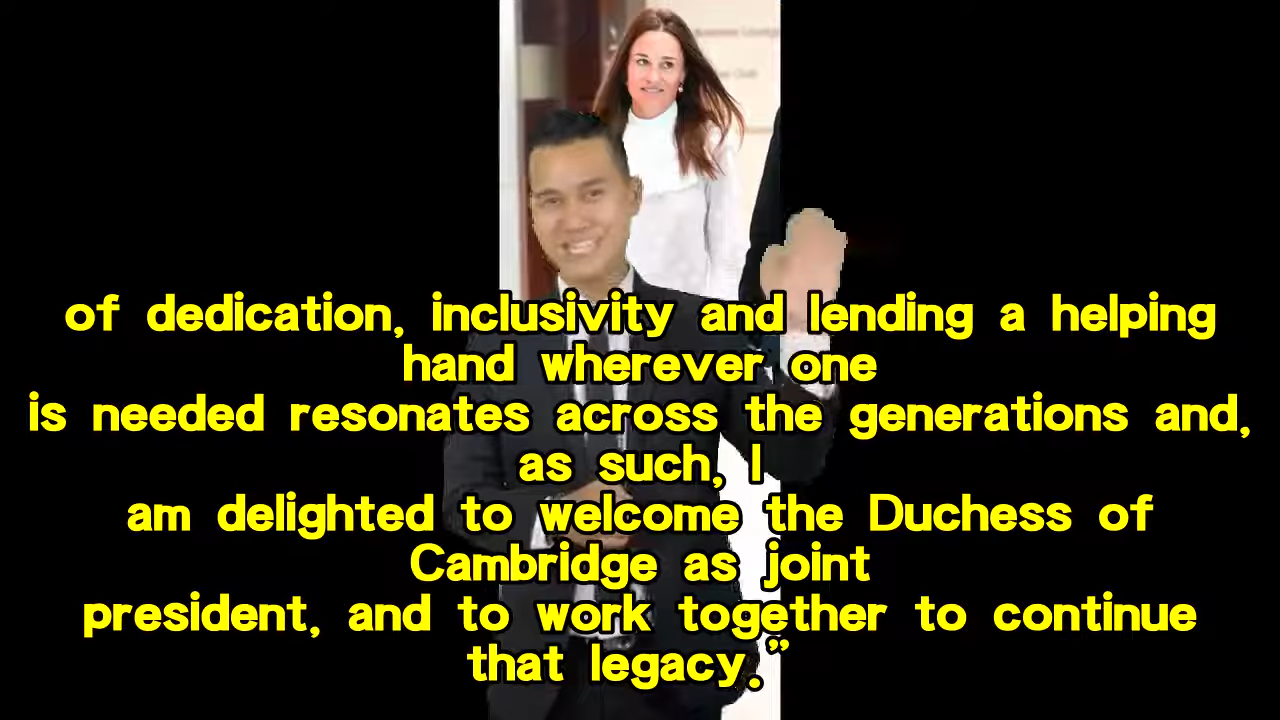 of dedication, inclusivity and lending a helping
hand wherever one
is needed resonates across the generations and,
as such, I
am delighted to welcome the Duchess of
Cambridge as joint
president, and to work together to continue
that legacy.”